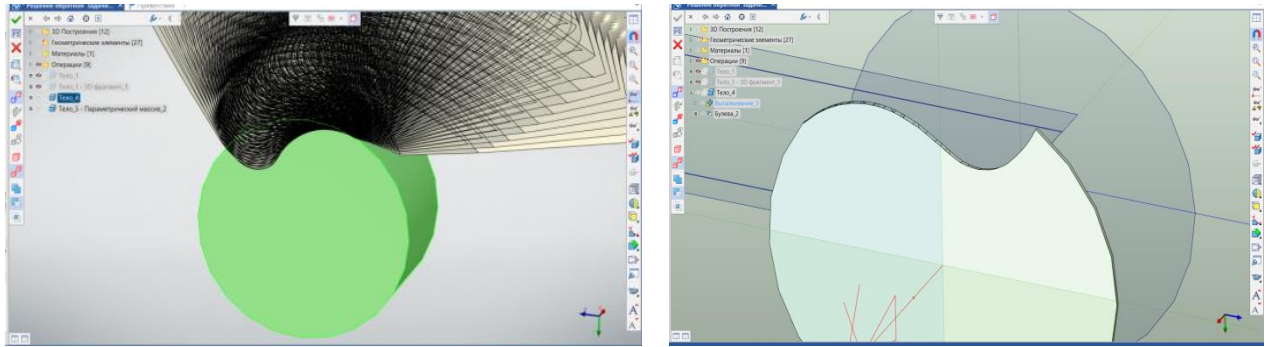 Решение обратной задачи...
Приветствие
3D Построения [12]
Геометрические элементы [27]
Материалы [1]
Операции [9]
Тело_1
Тело_1 - 3D фрагмент_1
Тело_4
Тело_5 - Параметрический массив_2
Решение обратной задачи...
3D Построения [12]
Геометрические элементы [27]
Материалы [1]
Операции [9]
Тело_1
Тело_1 - 3D фрагмент_1
Тело_4
Выталкивание_3
Булева_2